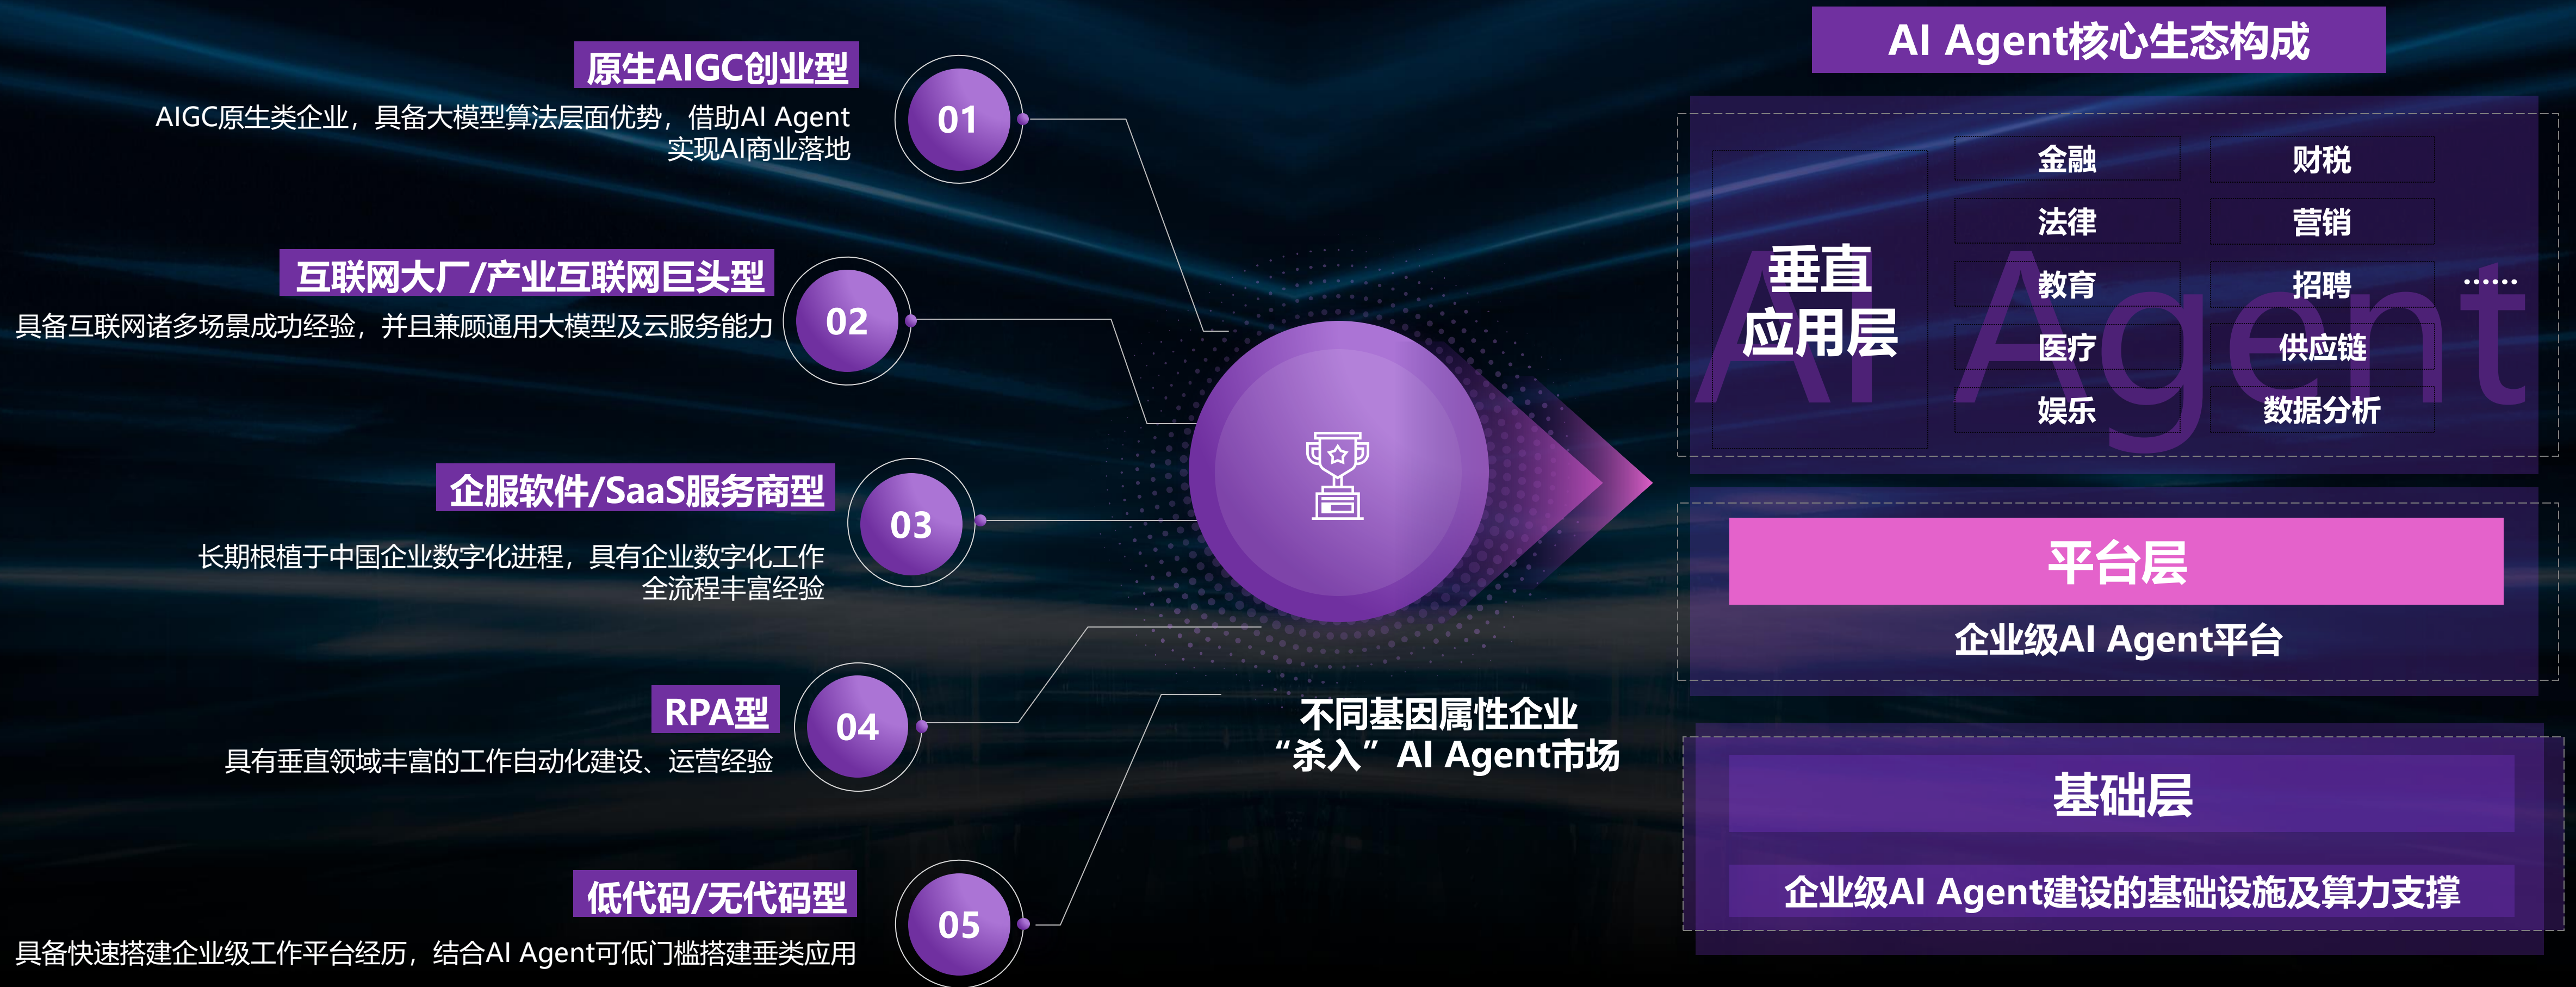 原生AIGC创业型
AIGC原生类企业，具备大模型算法层面优势，借助AI Agent
实现AI商业落地
01
互联网大厂/产业互联网巨头型
具备互联网诸多场景成功经验，并且兼顾通用大模型及云服务能力
02
企服软件/SaaS服务商型
长期根植于中国企业数字化进程，具有企业数字化工作
全流程丰富经验
03
RPA型
具有垂直领域丰富的工作自动化建设、运营经验
04
低代码/无代码型
具备快速搭建企业级工作平台经历，结合AI Agent可低门槛搭建垂类应用
05
不同基因属性企业
“杀入”AI Agent市场
AI Agent核心生态构成
AI Agent
垂直
应用层
金融
财税
法律
营销
教育
招聘
……
医疗
供应链
娱乐
数据分析
平台层
企业级AI Agent平台
基础层
企业级AI Agent建设的基础设施及算力支撑